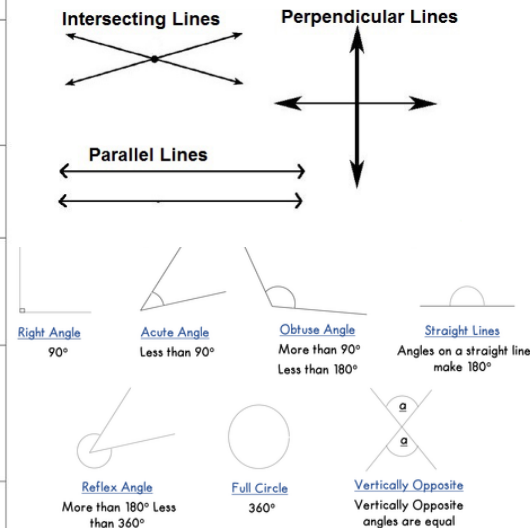 Intersecting Lines
Perpendicular Lines
Parallel Lines
Right Angle
90°
Acute Angle
Less than 90°
Obtuse Angle
More than 90°
Less than 180°
Straight Lines
Angles on a straight line
make 180°
a
a
Reflex Angle
More than 180° Less
than 360°
Full Circle
360°
Vertically Opposite
Vertically Opposite
angles are equal